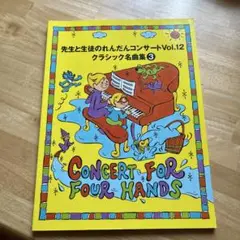 先生と生徒のれんだんコンサートVol.12
クラシック名曲集③
CONCERT FOR
FOUR HANDS